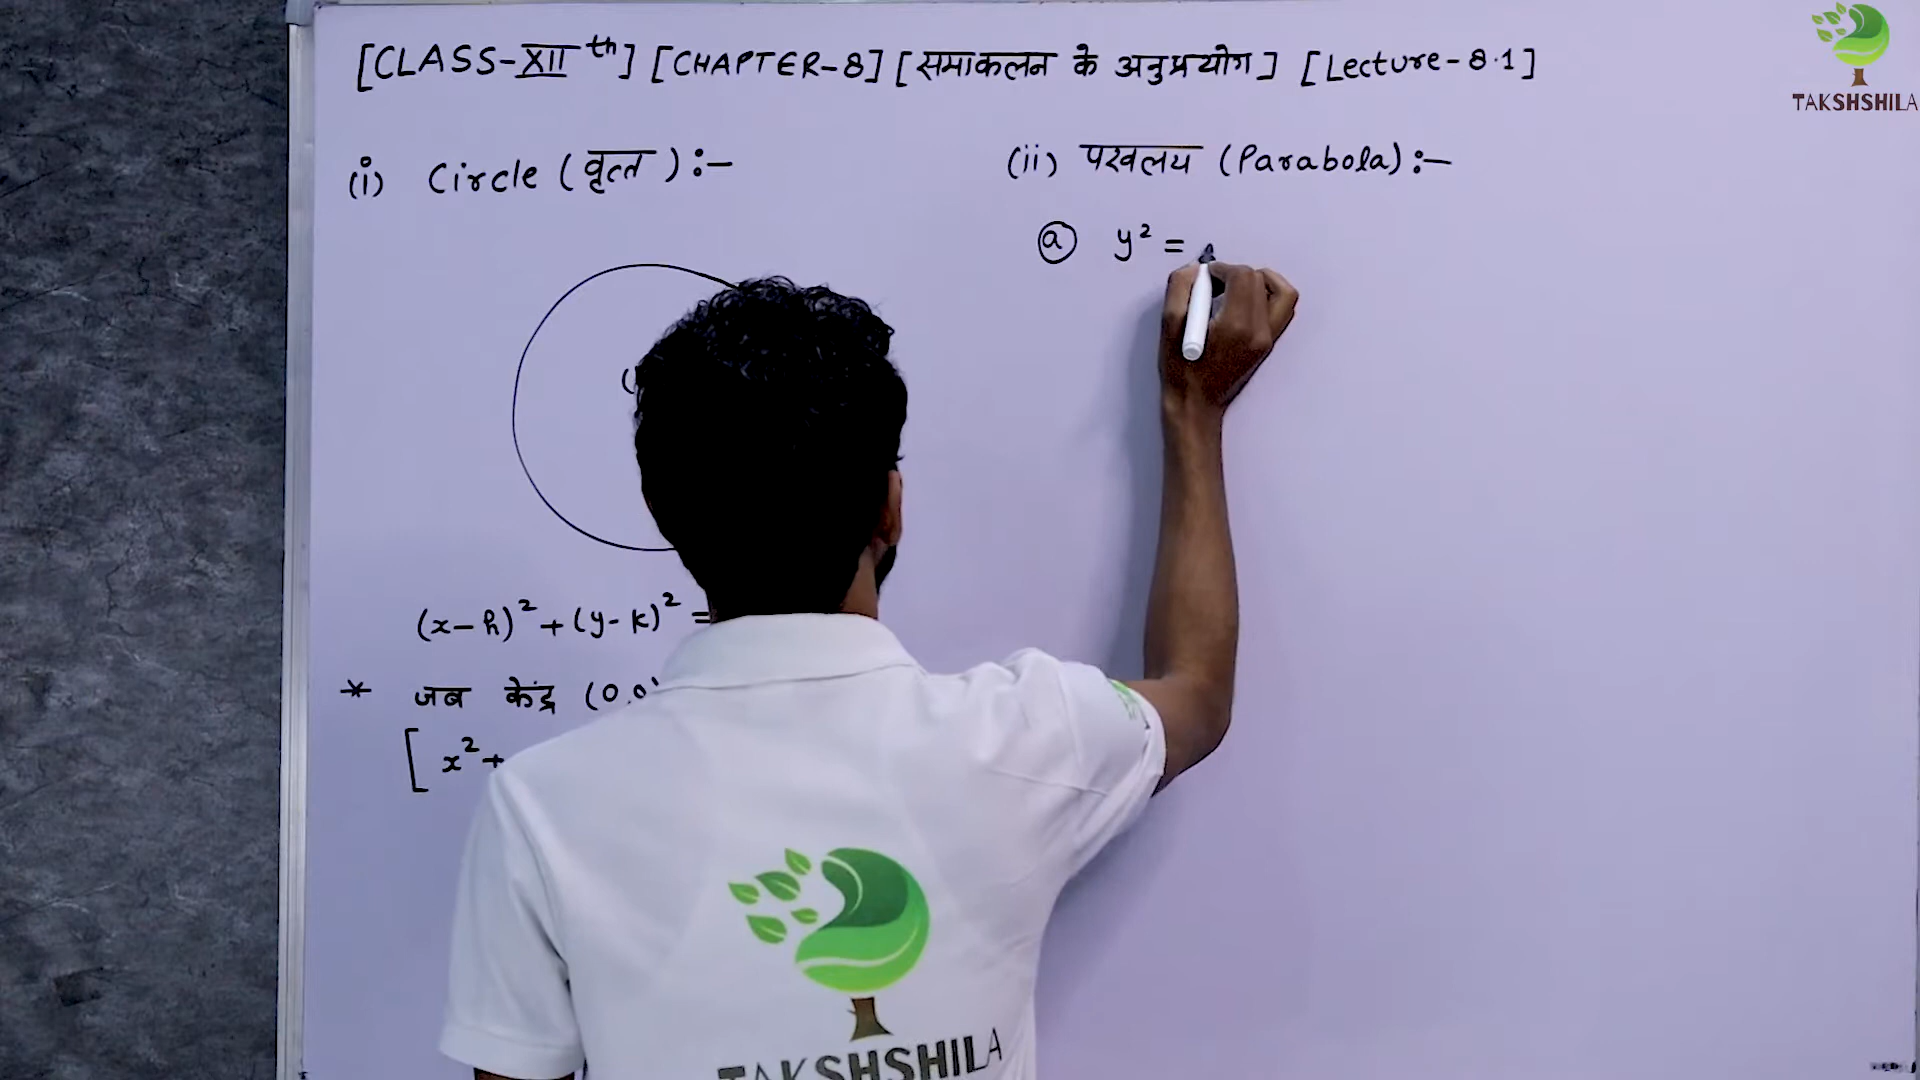 [CLASS-XII th] [CHAPTER-8] [समाकलन के अनुप्रयोग] [Lecture-8.1]
TAKSHSHILA
(i) Circle (वृत्त) :-
(x-h)² + (y-k)² =
* जब केंद्र (0,0
[ x² +
(ii) परवलय (Parabola) :-
(a) y² =
TAKSHSHILA